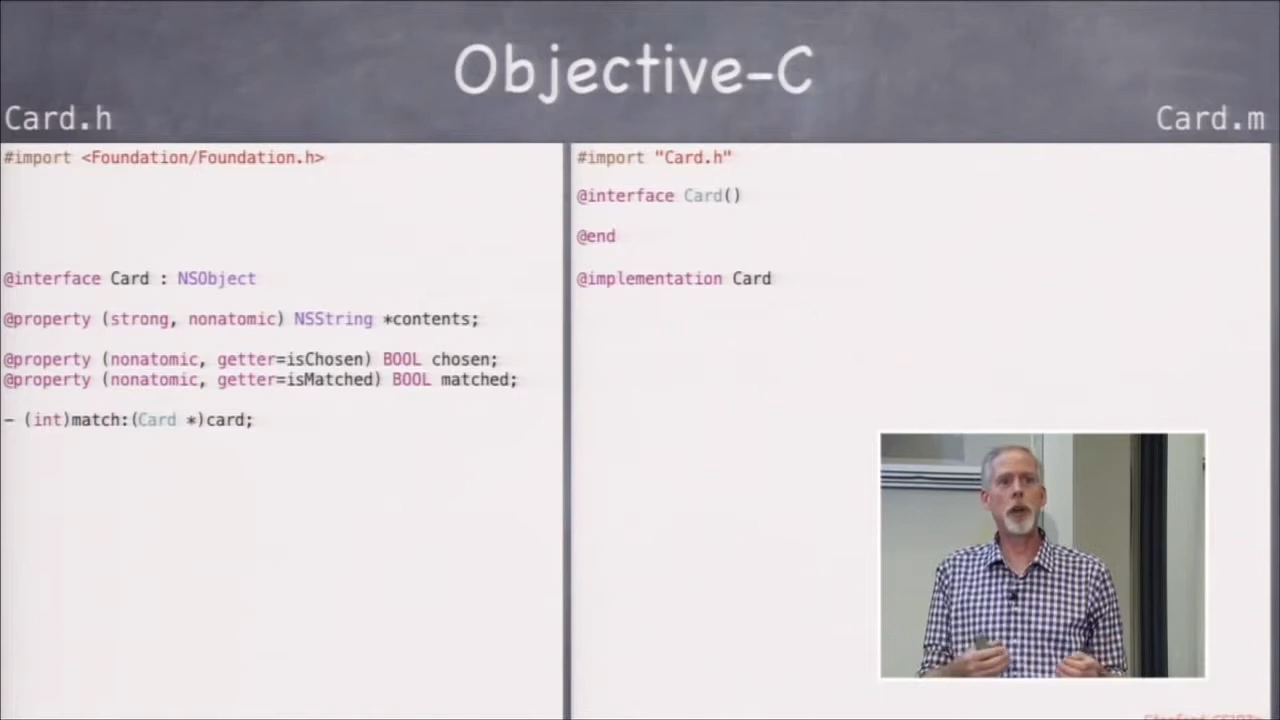 Objective-C
Card.h
Card.m
#import <Foundation/Foundation.h>
@interface Card : NSObject
@property (strong, nonatomic) NSString *contents;
@property (nonatomic, getter=isChosen) BOOL chosen;
@property (nonatomic, getter=isMatched) BOOL matched;
- (int)match:(Card *)card;
#import "Card.h"
@interface Card()
@end
@implementation Card